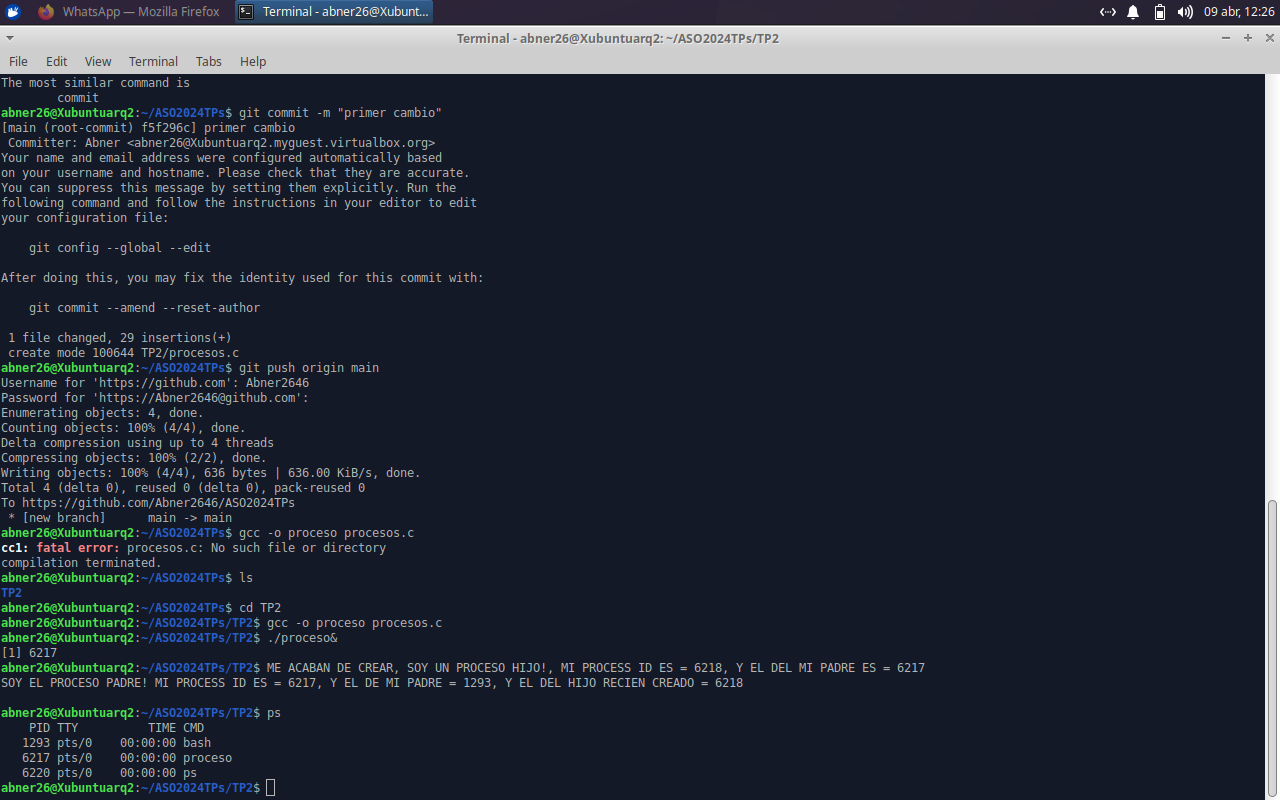 WhatsApp — Mozilla Firefox Terminal - abner26@Xubunt... 09 abr, 12:26
Terminal - abner26@Xubuntuarq2: ~/ASO2024TPs/TP2
File Edit View Terminal Tabs Help
The most similar command is
        commit
abner26@Xubuntuarq2:~/ASO2024TPs$ git commit -m "primer cambio"
[main (root-commit) f5f296c] primer cambio
 Committer: Abner <abner26@Xubuntuarq2.myguest.virtualbox.org>
Your name and email address were configured automatically based
on your username and hostname. Please check that they are accurate.
You can suppress this message by setting them explicitly. Run the
following command and follow the instructions in your editor to edit
your configuration file:

    git config --global --edit

After doing this, you may fix the identity used for this commit with:

    git commit --amend --reset-author

 1 file changed, 29 insertions(+)
 create mode 100644 TP2/procesos.c
abner26@Xubuntuarq2:~/ASO2024TPs$ git push origin main
Username for 'https://github.com': Abner2646
Password for 'https://Abner2646@github.com':
Enumerating objects: 4, done.
Counting objects: 100% (4/4), done.
Delta compression using up to 4 threads
Compressing objects: 100% (2/2), done.
Writing objects: 100% (4/4), 636 bytes | 636.00 KiB/s, done.
Total 4 (delta 0), reused 0 (delta 0), pack-reused 0
To https://github.com/Abner2646/ASO2024TPs
 * [new branch]      main -> main
abner26@Xubuntuarq2:~/ASO2024TPs$ gcc -o proceso procesos.c
cc1: fatal error: procesos.c: No such file or directory
compilation terminated.
abner26@Xubuntuarq2:~/ASO2024TPs$ ls
TP2
abner26@Xubuntuarq2:~/ASO2024TPs$ cd TP2
abner26@Xubuntuarq2:~/ASO2024TPs/TP2$ gcc -o proceso procesos.c
abner26@Xubuntuarq2:~/ASO2024TPs/TP2$ ./proceso&
[1] 6217
abner26@Xubuntuarq2:~/ASO2024TPs/TP2$ ME ACABAN DE CREAR, SOY UN PROCESO HIJO!, MI PROCESS ID ES = 6218, Y EL DEL MI PADRE ES = 6217
SOY EL PROCESO PADRE! MI PROCESS ID ES = 6217, Y EL DE MI PADRE = 1293, Y EL DEL HIJO RECIEN CREADO = 6218

abner26@Xubuntuarq2:~/ASO2024TPs/TP2$ ps
    PID TTY          TIME CMD
   1293 pts/0    00:00:00 bash
   6217 pts/0    00:00:00 proceso
   6220 pts/0    00:00:00 ps
abner26@Xubuntuarq2:~/ASO2024TPs/TP2$